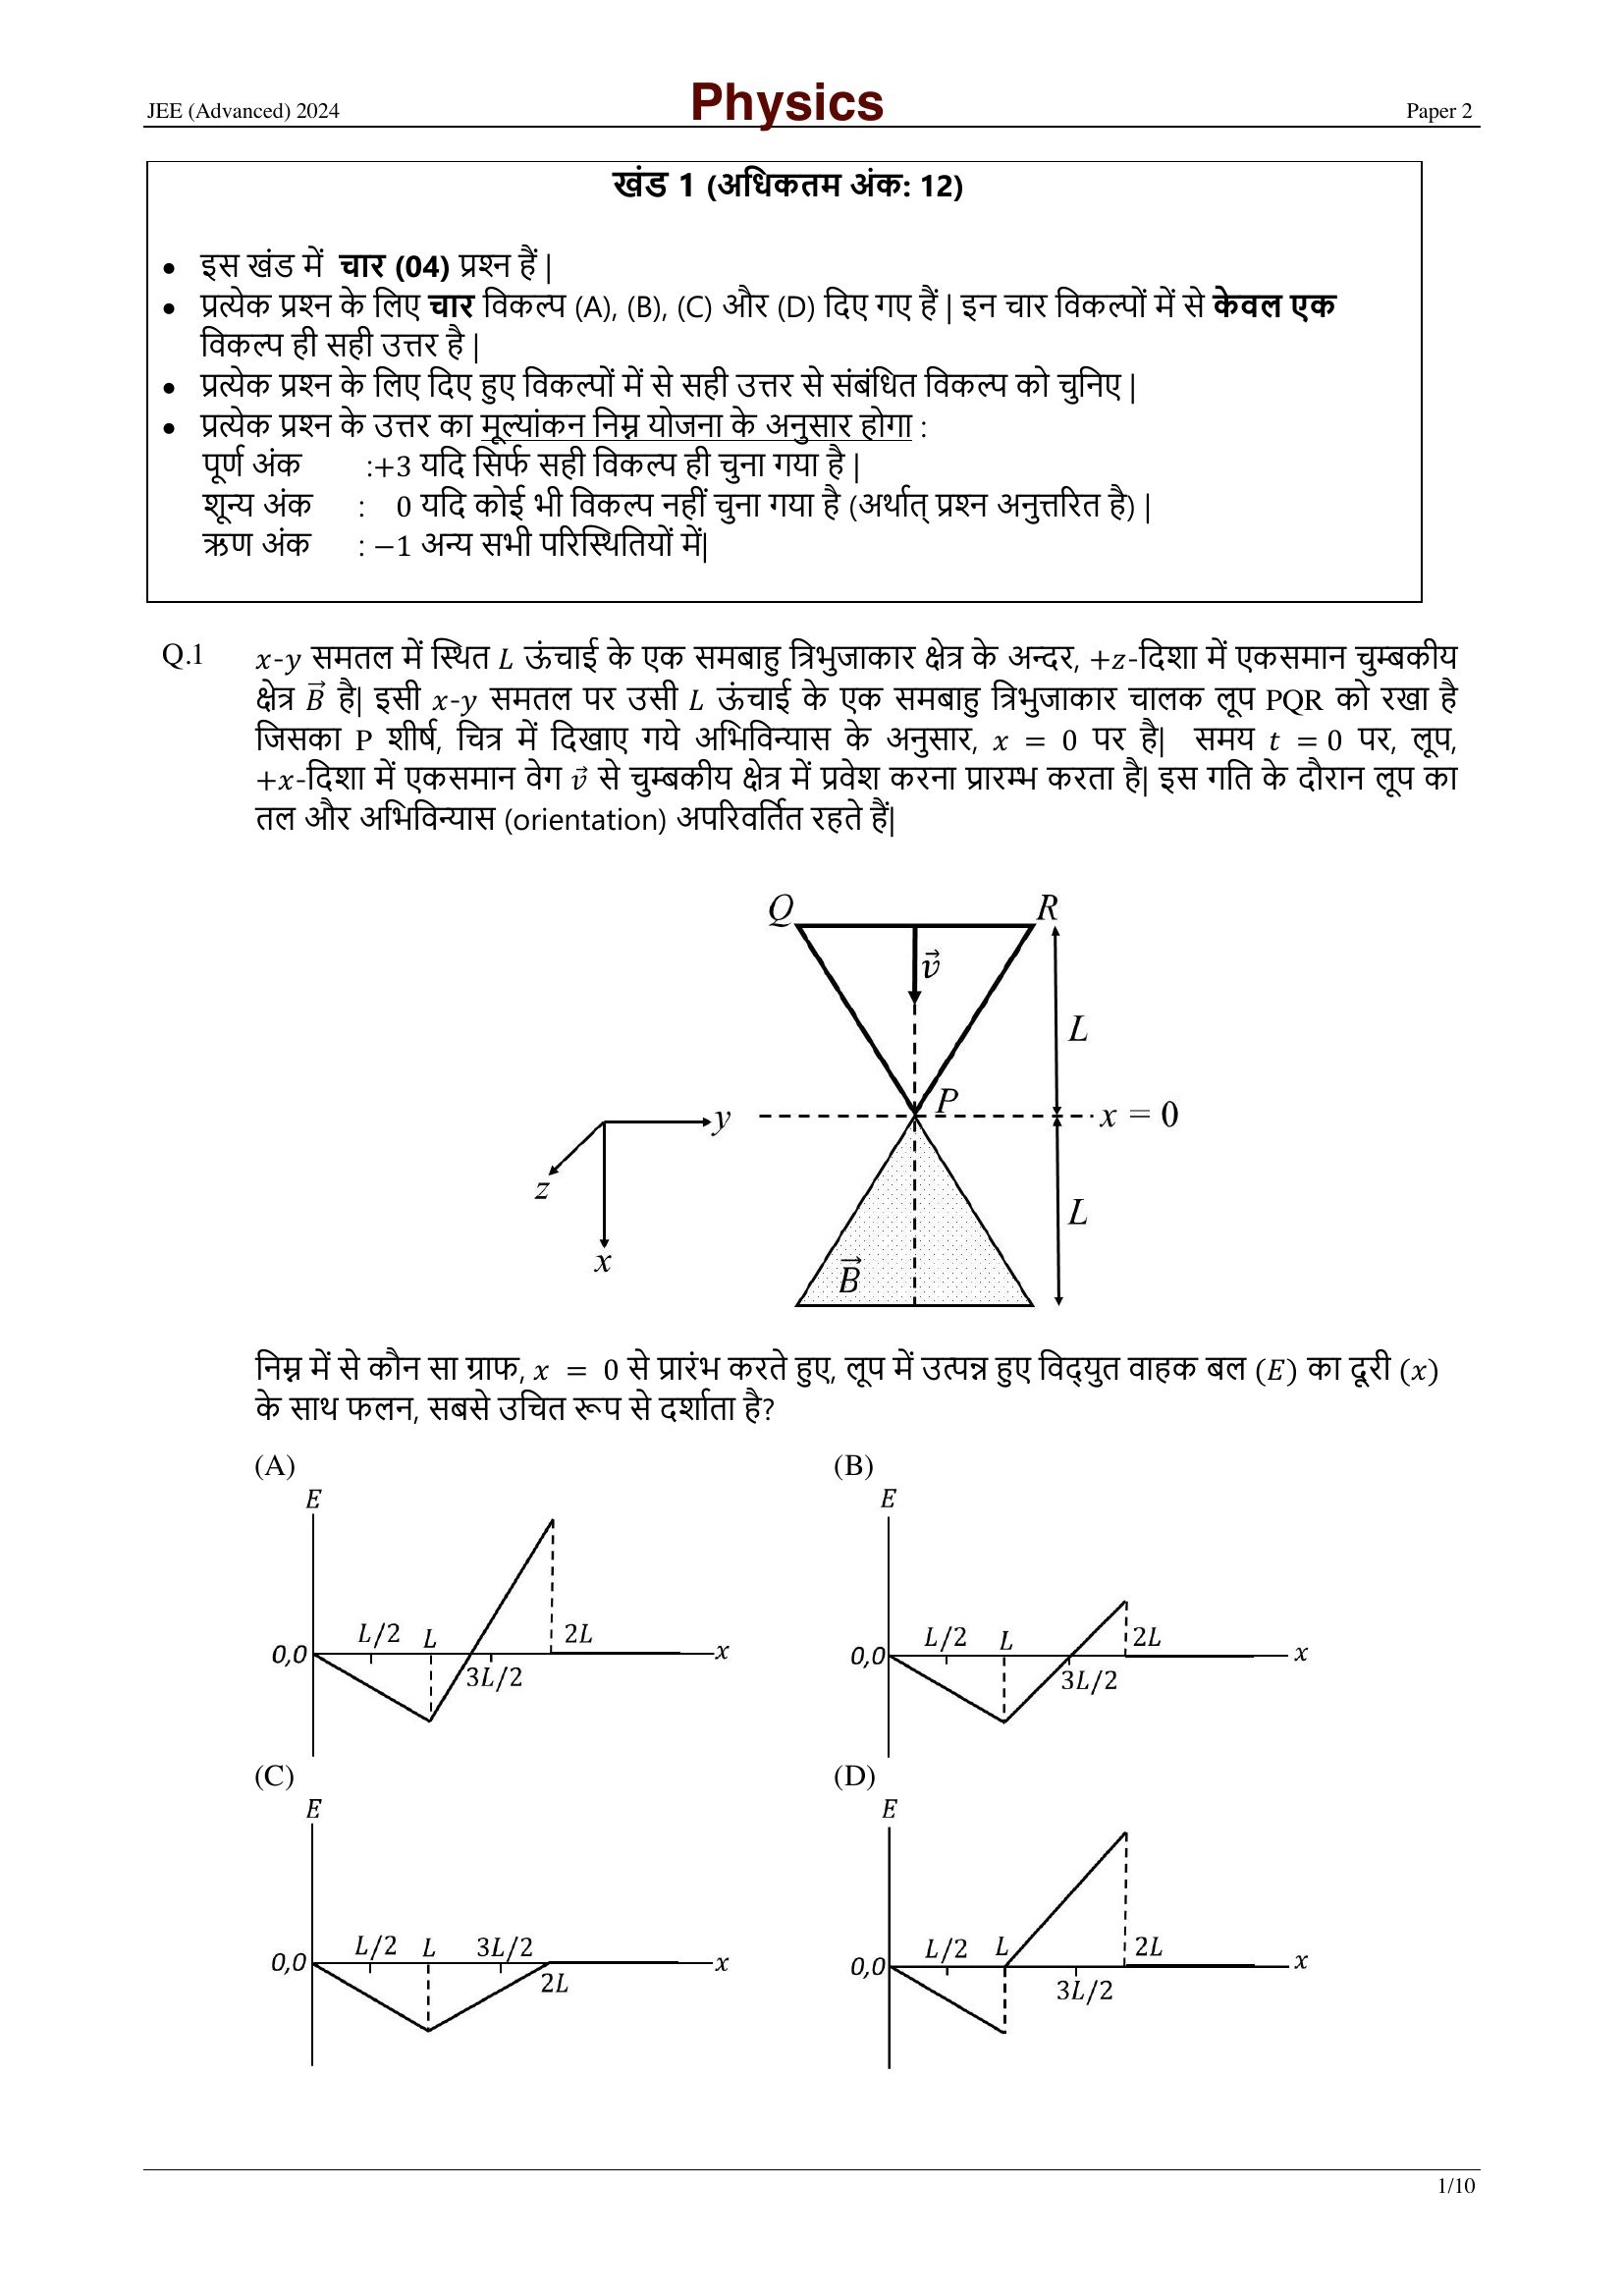 JEE (Advanced) 2024 Physics Paper 2
खंड 1 (अधिकतम अंक: 12)
• इस खंड में चार (04) प्रश्न हैं |
• प्रत्येक प्रश्न के लिए चार विकल्प (A), (B), (C) और (D) दिए गए हैं | इन चार विकल्पों में से केवल एक
विकल्प ही सही उत्तर है |
• प्रत्येक प्रश्न के लिए दिए हुए विकल्पों में से सही उत्तर से संबंधित विकल्प को चुनिए |
• प्रत्येक प्रश्न के उत्तर का मूल्यांकन निम्न योजना के अनुसार होगा :
पूर्ण अंक :+3 यदि सिर्फ सही विकल्प ही चुना गया है |
शून्य अंक : 0 यदि कोई भी विकल्प नहीं चुना गया है (अर्थात् प्रश्न अनुत्तरित है) |
ऋण अंक : −1 अन्य सभी परिस्थितियों में|
Q.1 x-y समतल में स्थित L ऊंचाई के एक समबाहु त्रिभुजाकार क्षेत्र के अन्दर, +z-दिशा में एकसमान चुम्बकीय
क्षेत्र B⃗ है| इसी x-y समतल पर उसी L ऊंचाई के एक समबाहु त्रिभुजाकार चालक लूप PQR को रखा है
जिसका P शीर्ष, चित्र में दिखाए गये अभिविन्यास के अनुसार, x = 0 पर है| समय t = 0 पर, लूप,
+x-दिशा में एकसमान वेग v⃗ से चुम्बकीय क्षेत्र में प्रवेश करना प्रारम्भ करता है| इस गति के दौरान लूप का
तल और अभिविन्यास (orientation) अपरिवर्तित रहते हैं|
Q R
v⃗
L
P
y x = 0
z
L
x
B⃗
निम्न में से कौन सा ग्राफ, x = 0 से प्रारंभ करते हुए, लूप में उत्पन्न हुए विद्युत वाहक बल (E) का दूरी (x)
के साथ फलन, सबसे उचित रूप से दर्शाता है?
(A) (B)
E E
L/2 L 2L L/2 L 2L
0,0 x 0,0 x
3L/2 3L/2
(C) (D)
E E
L/2 L 3L/2 L/2 L 2L
0,0 x 0,0 x
2L 3L/2
1/10